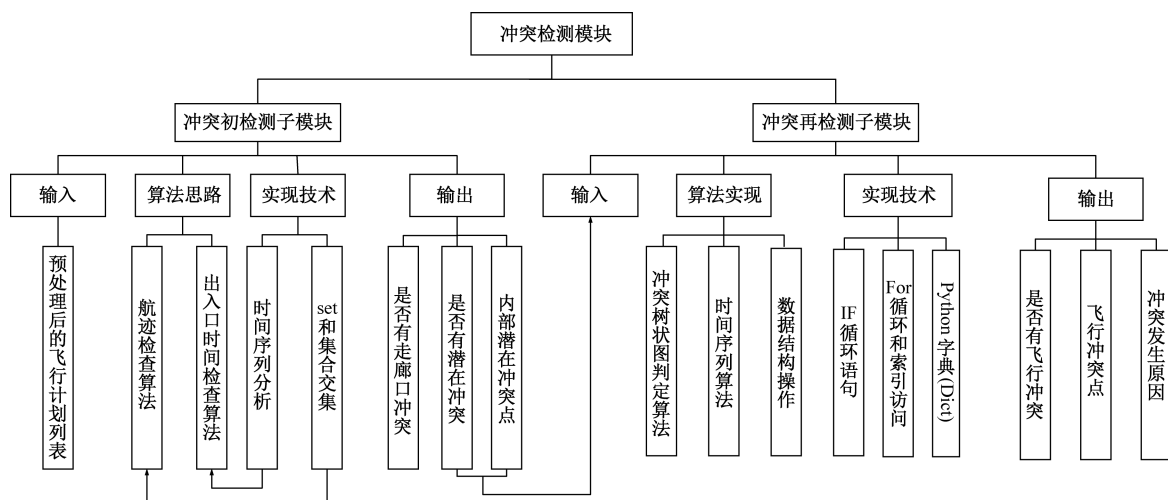 冲突检测模块
冲突初检测子模块
冲突再检测子模块
输入
算法思路
实现技术
输出
输入
算法实现
实现技术
输出
预处理后的飞行计划列表
航迹检查算法
出入口时间检查算法
时间序列分析
set和集合交集
是否有走廊口冲突
是否有潜在冲突
内部潜在冲突点
冲突树状图判定算法
时间序列算法
数据结构操作
IF循环语句
For循环和索引访问
Python字典(Dict)
是否有飞行冲突
飞行冲突点
冲突发生原因